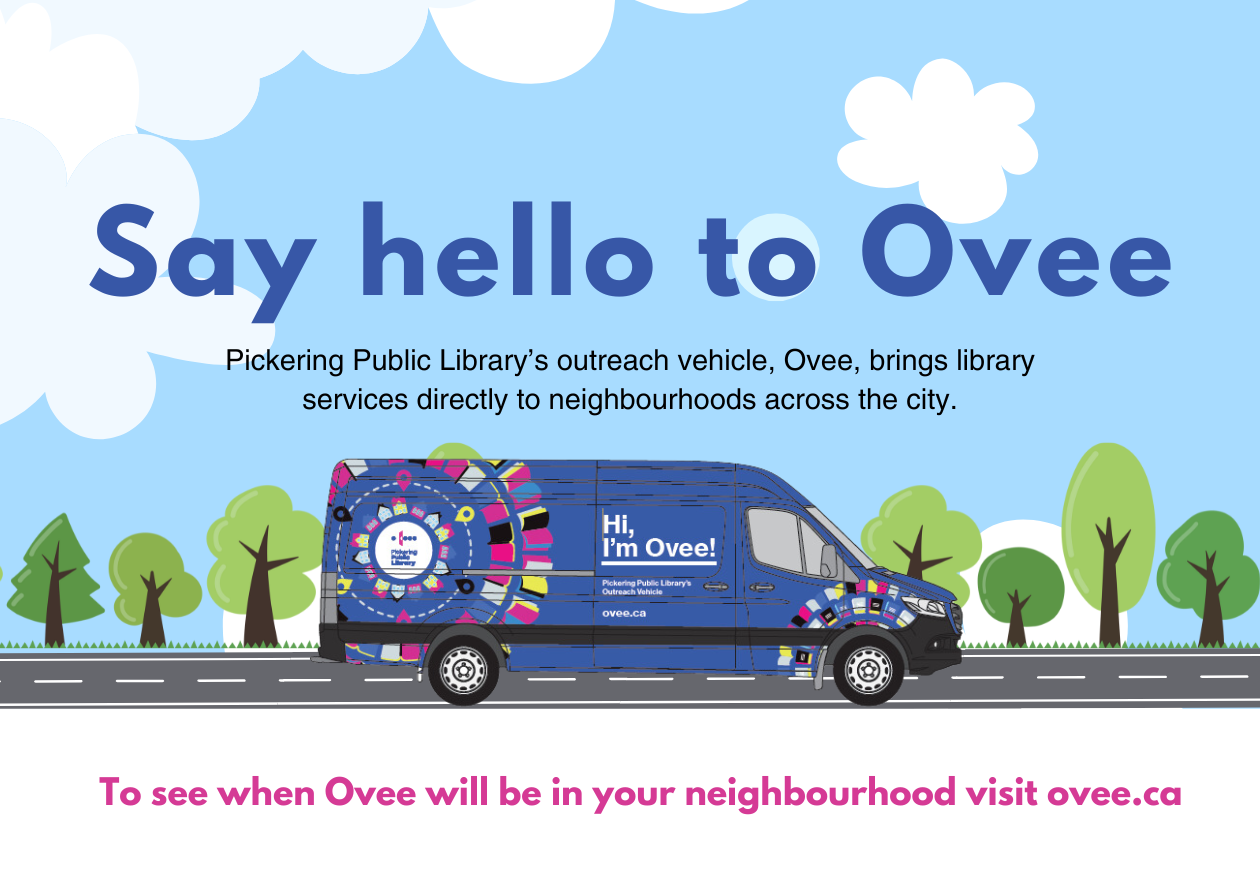 Say hello to Ovee
Pickering Public Library’s outreach vehicle, Ovee, brings library
services directly to neighbourhoods across the city.
Pickering
Public
Library
Hi,
I’m Ovee!
Pickering Public Library's
Outreach Vehicle
ovee.ca
To see when Ovee will be in your neighbourhood visit ovee.ca